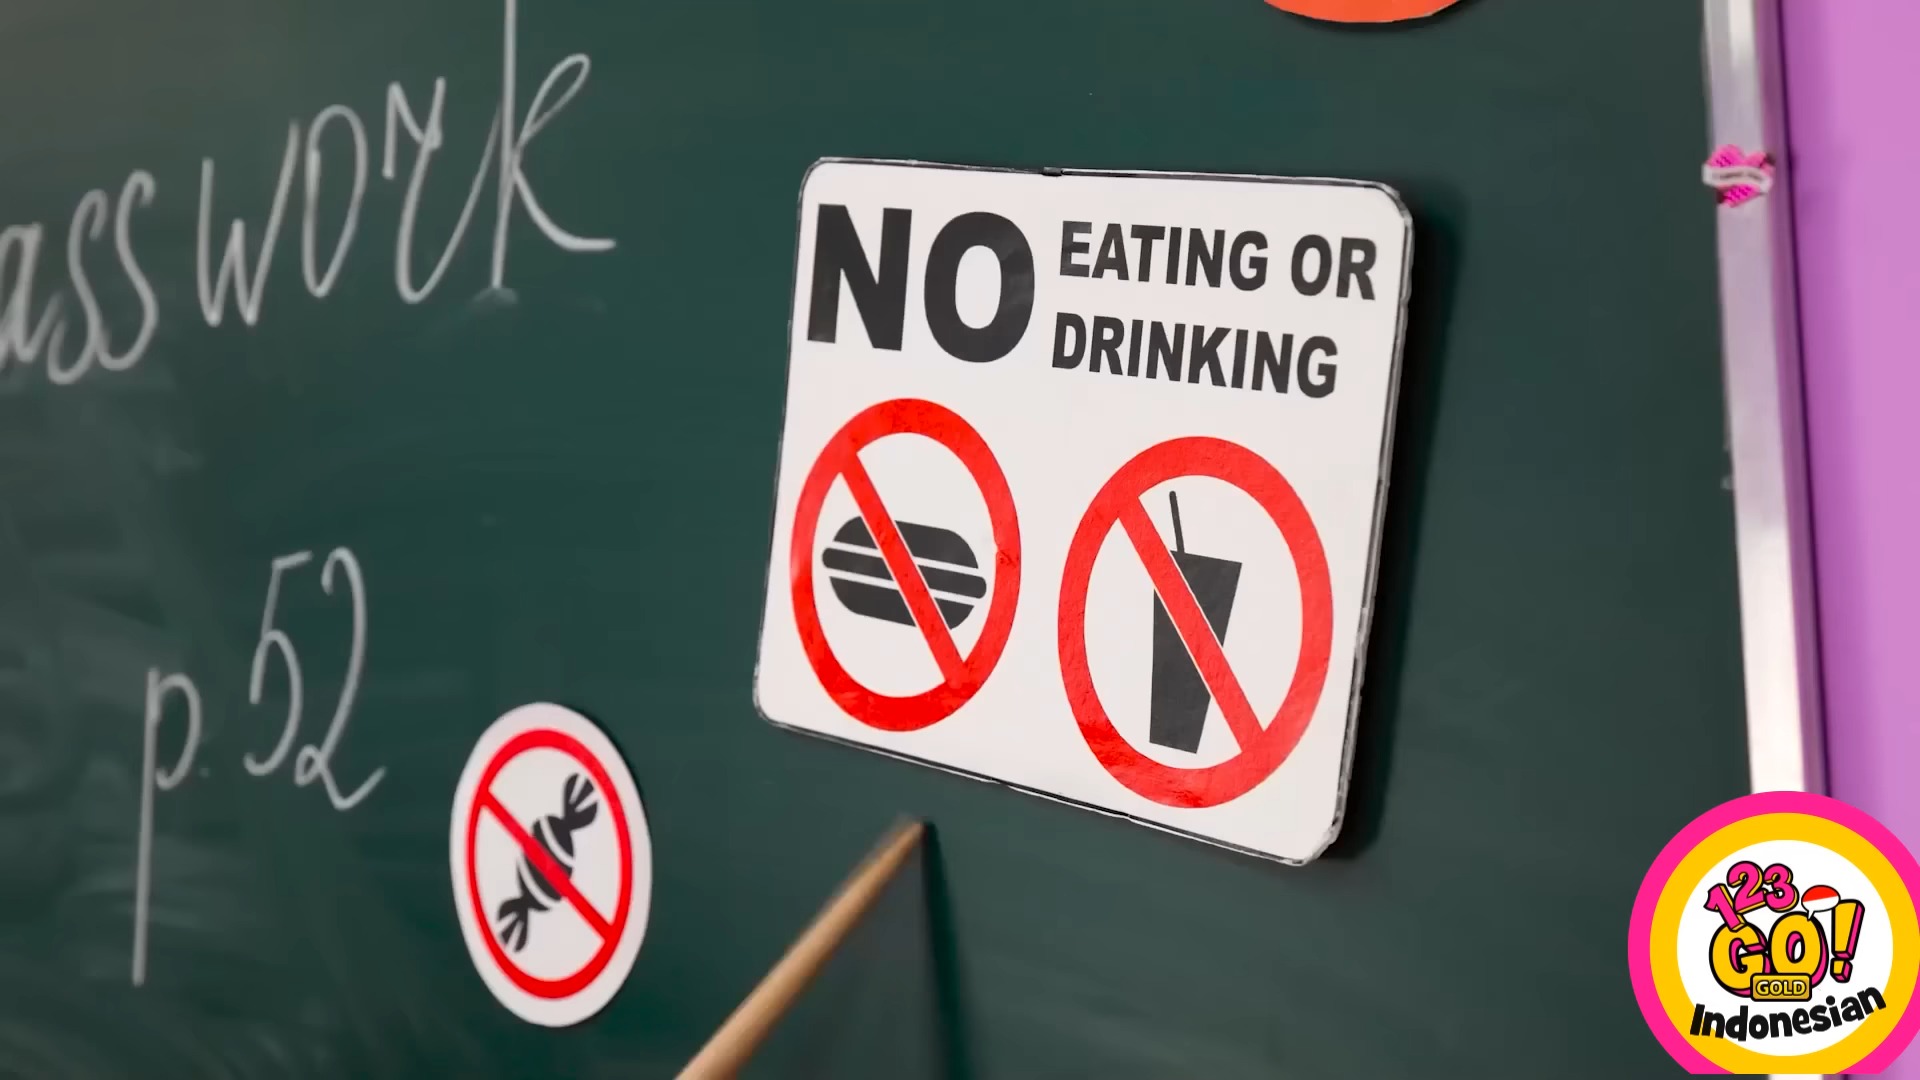 asswork
p. 52
NO EATING OR
DRINKING
123
GO!
GOLD
Indonesian